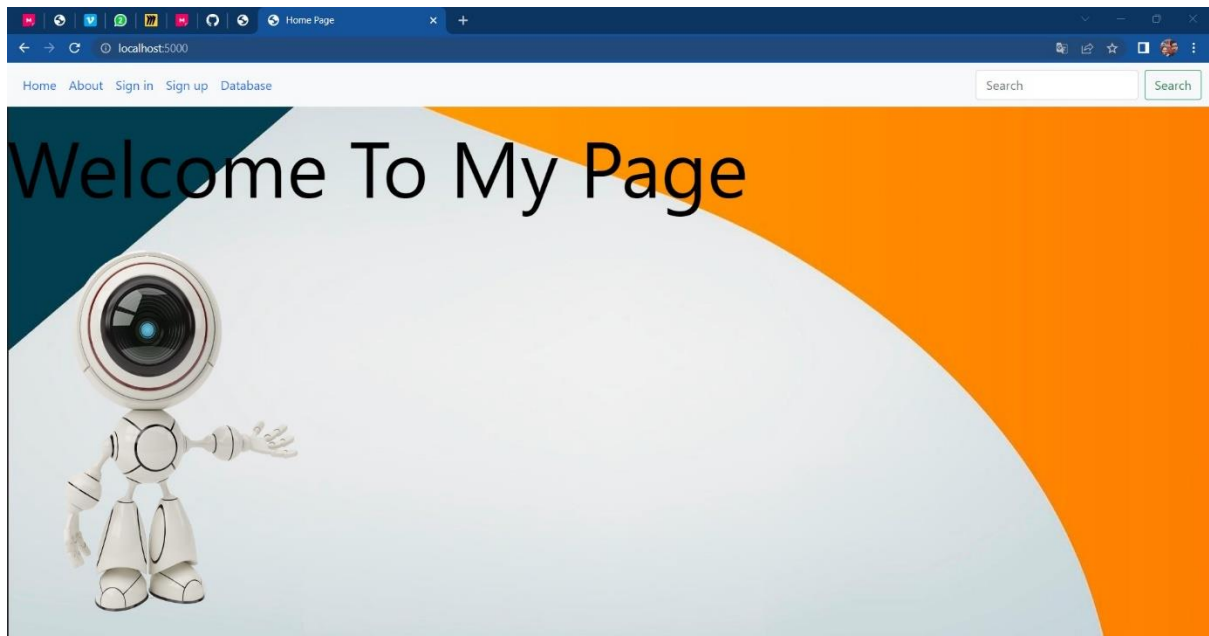 Home Page
localhost:5000
Home About Sign in Sign up Database
Search Search
Welcome To My Page